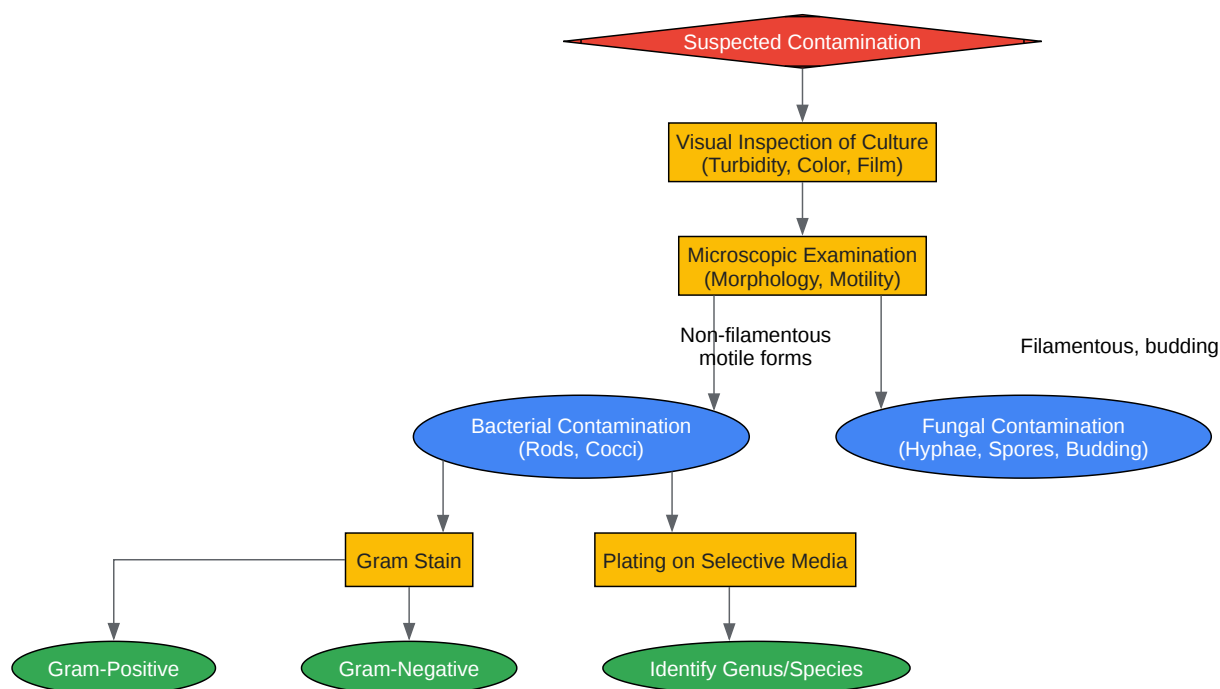 Suspected Contamination
Visual Inspection of Culture
(Turbidity, Color, Film)
Microscopic Examination
(Morphology, Motility)
Non-filamentous
motile forms
Filamentous, budding
Bacterial Contamination
(Rods, Cocci)
Fungal Contamination
(Hyphae, Spores, Budding)
Gram Stain
Plating on Selective Media
Gram-Positive
Gram-Negative
Identify Genus/Species